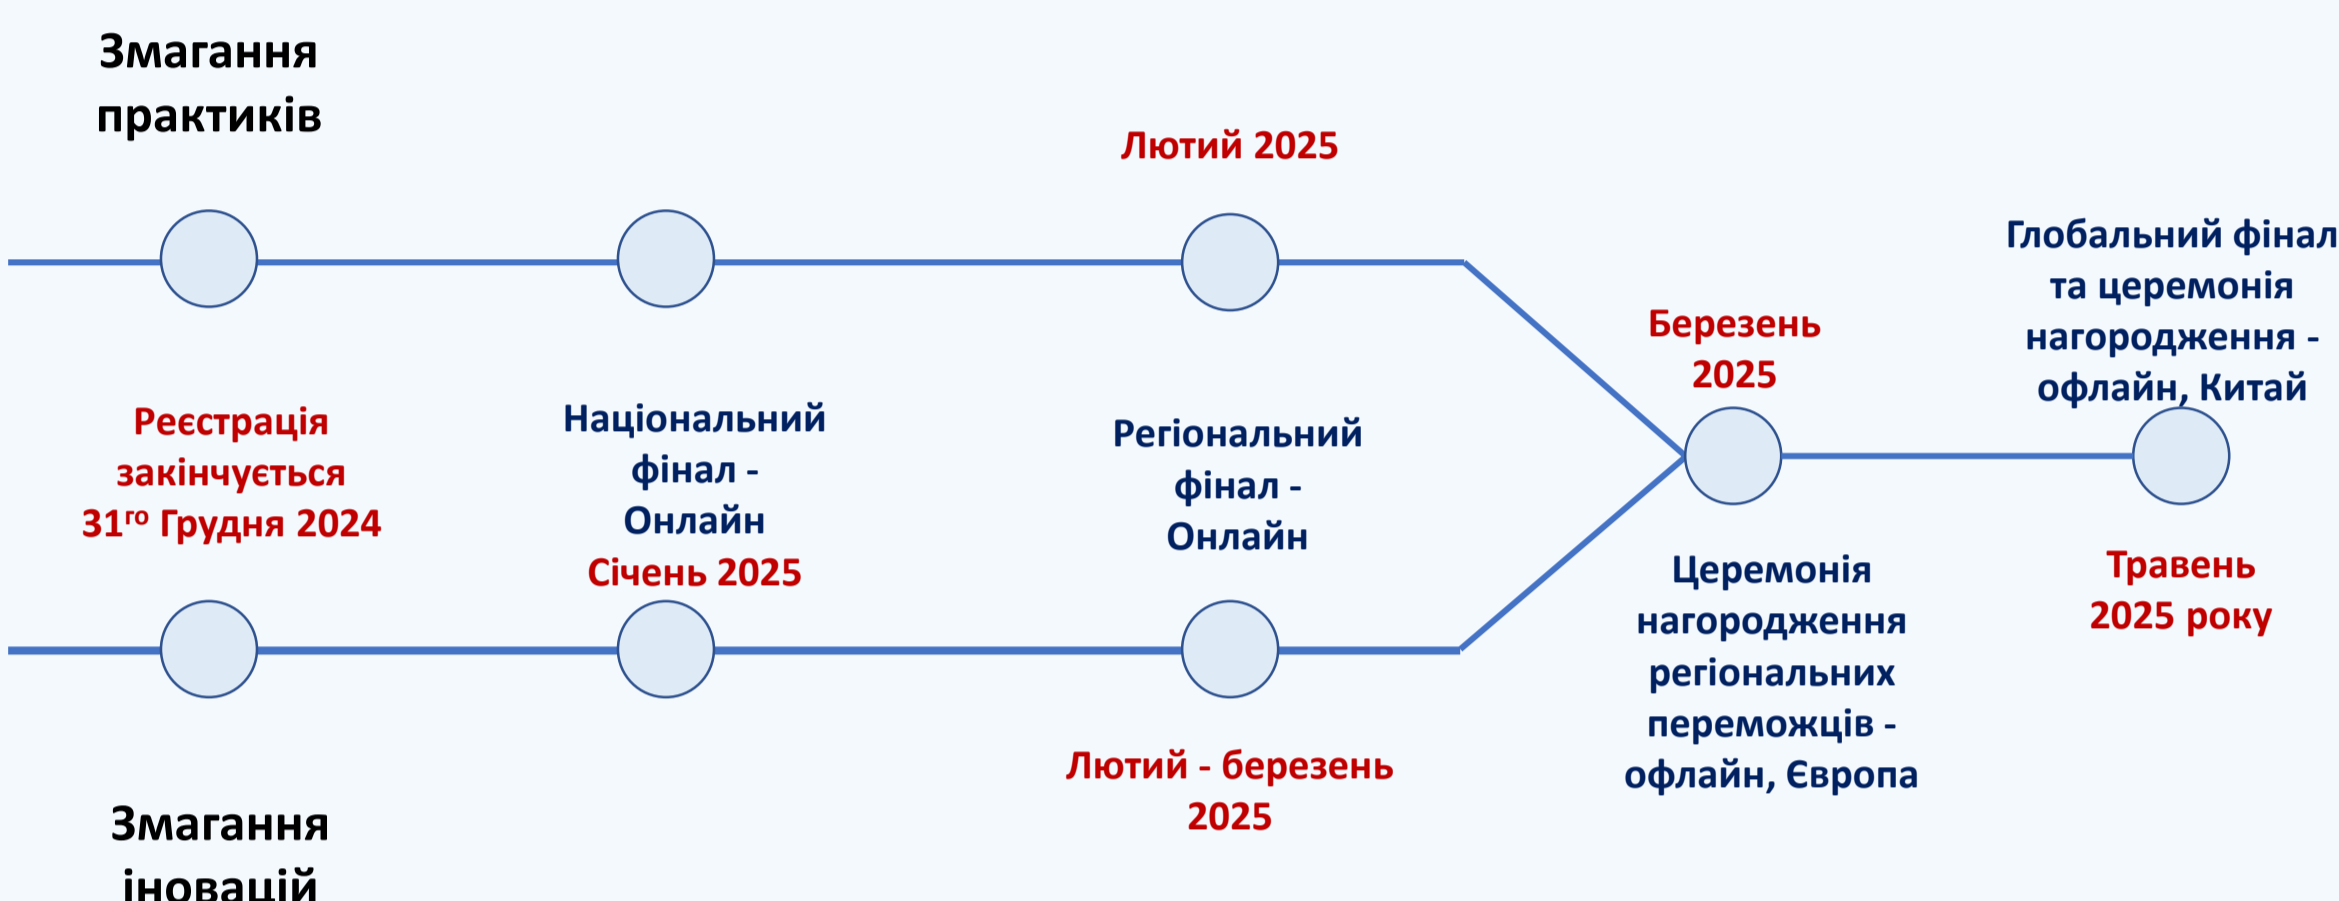 Змагання
практиків
Лютий 2025
Глобальний фінал
та церемонія
нагородження -
офлайн, Китай
Березень
2025
Реєстрація
закінчується
31го Грудня 2024
Національний
фінал -
Онлайн
Січень 2025
Регіональний
фінал -
Онлайн
Церемонія
нагородження
регіональних
переможців -
офлайн, Європа
Травень
2025 року
Лютий - березень
2025
Змагання
іновацій